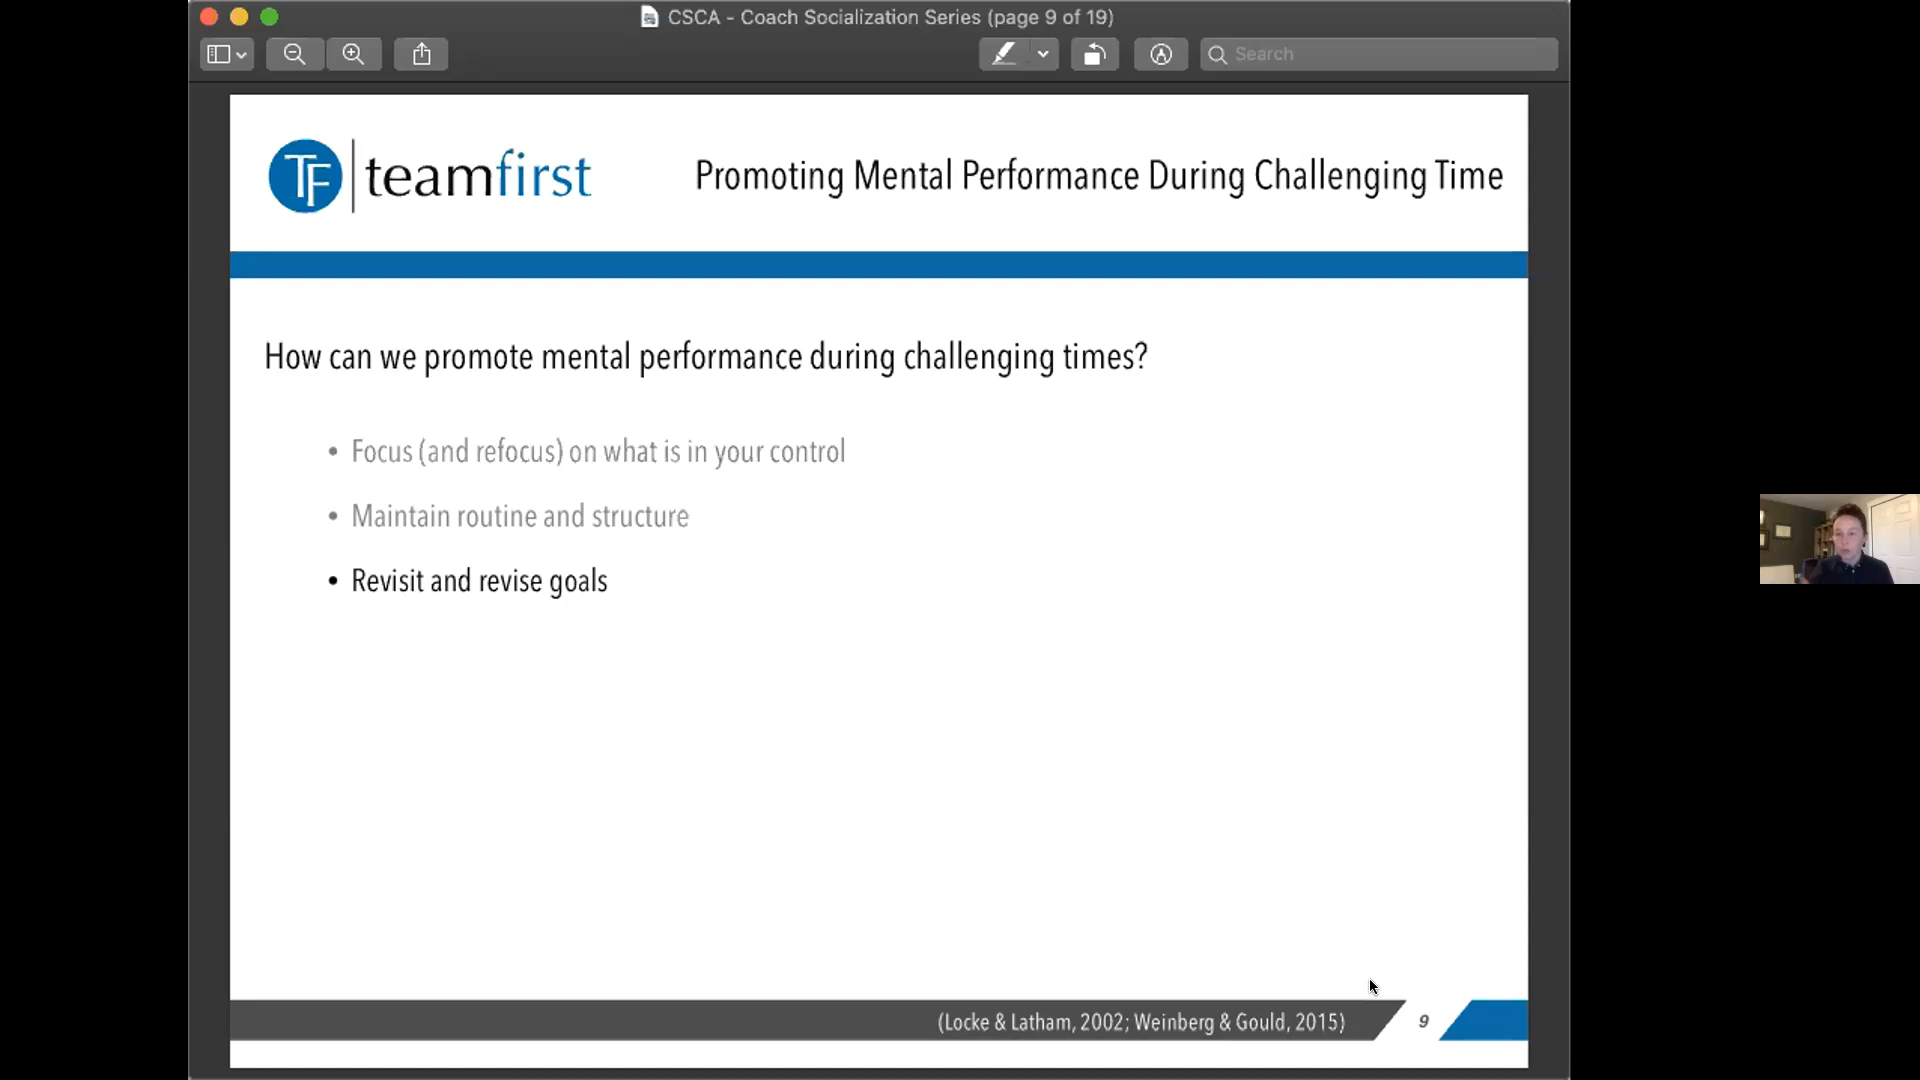 CSCA - Coach Socialization Series (page 9 of 19)
Search
TF teamfirst
Promoting Mental Performance During Challenging Time
How can we promote mental performance during challenging times?
• Focus (and refocus) on what is in your control
• Maintain routine and structure
• Revisit and revise goals
(Locke & Latham, 2002; Weinberg & Gould, 2015)
9